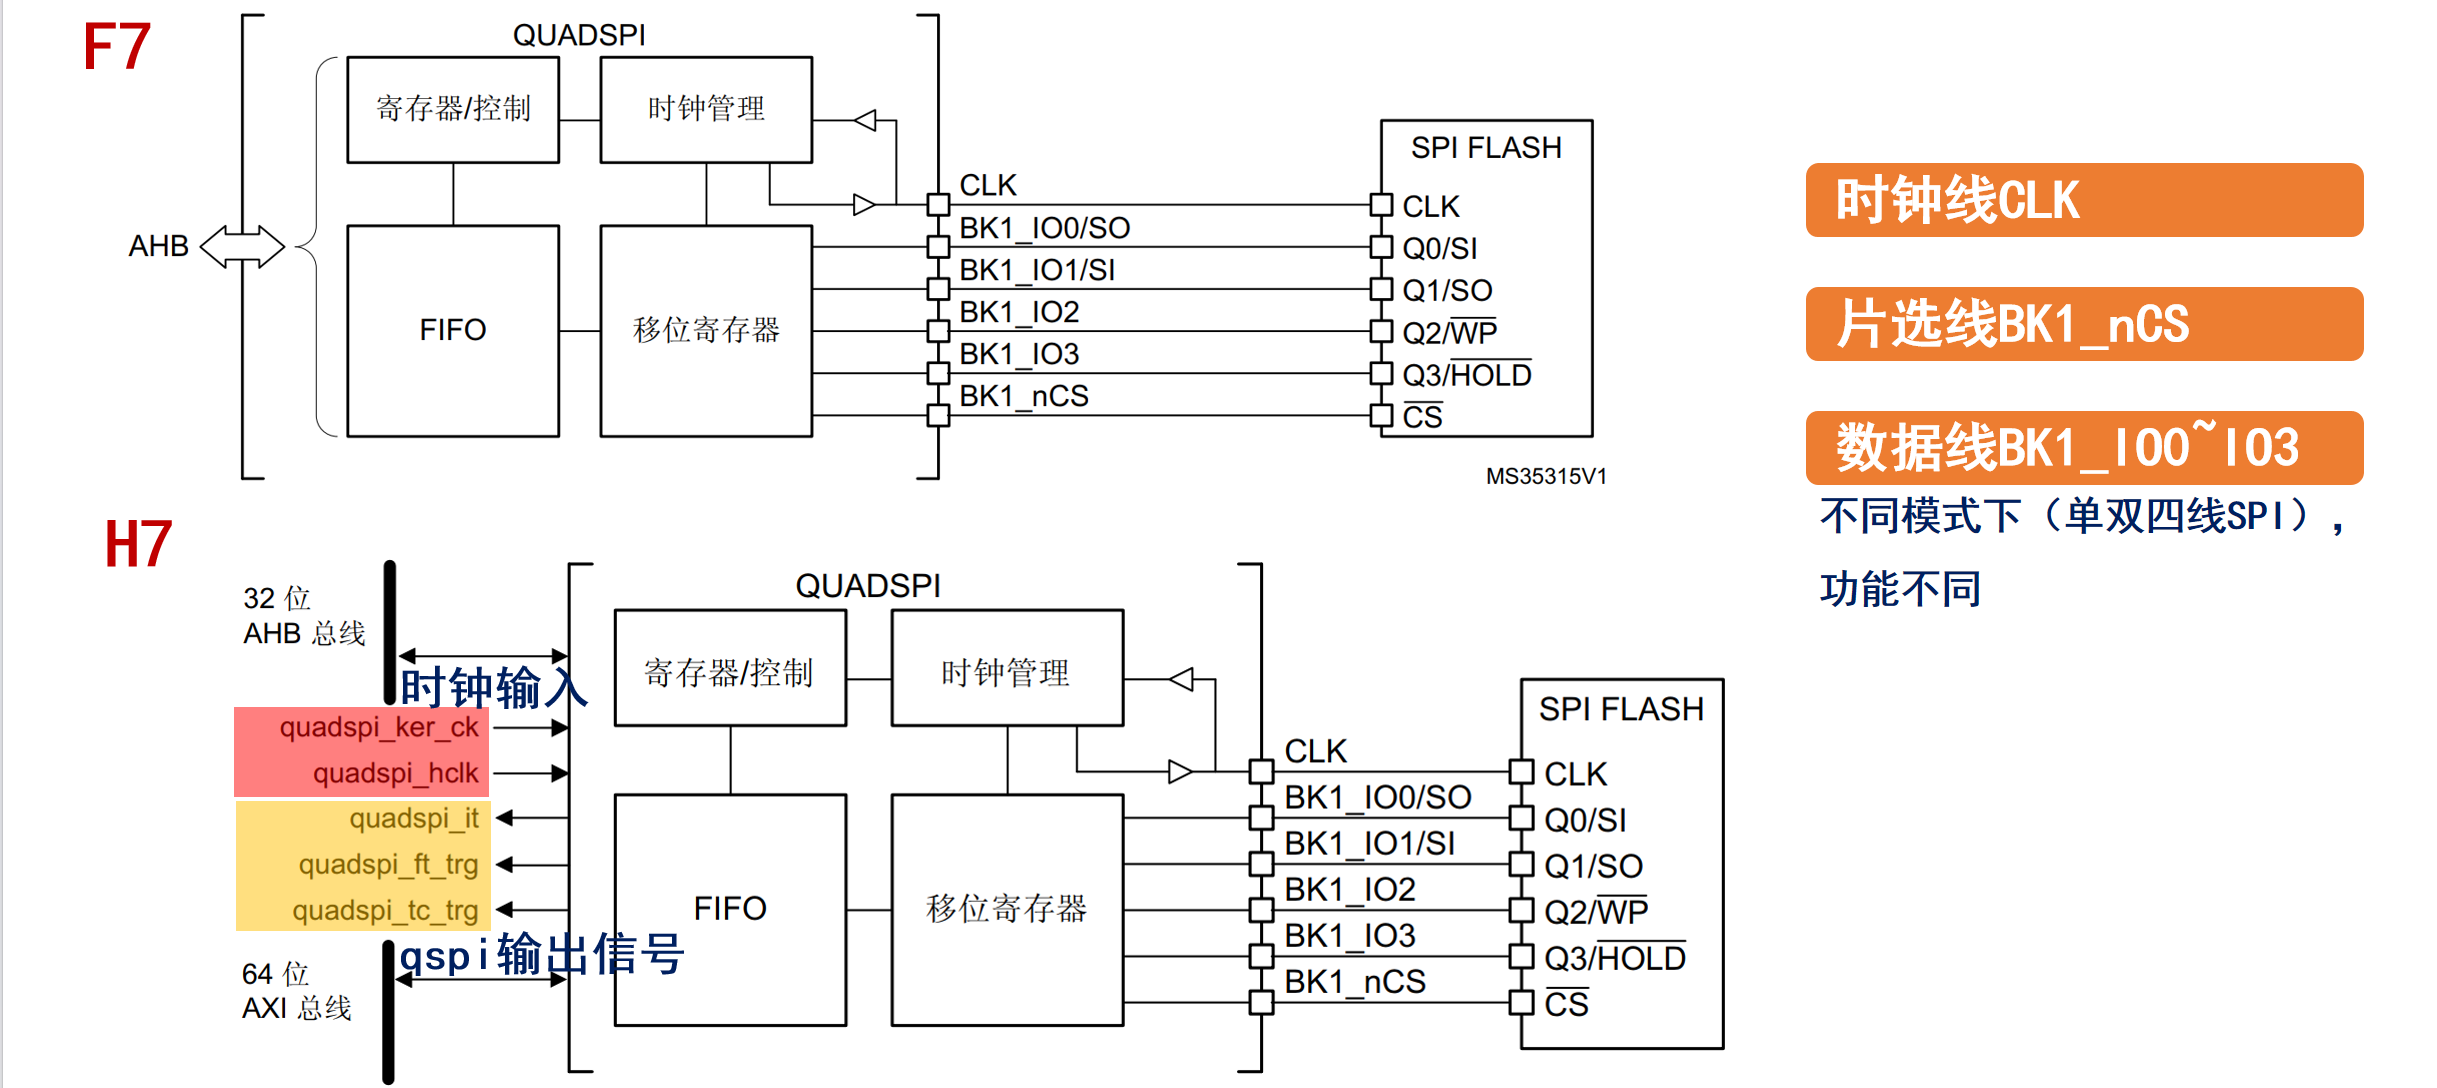 F7
QUADSPI
寄存器/控制
时钟管理
AHB
FIFO
移位寄存器
CLK
BK1_IO0/SO
BK1_IO1/SI
BK1_IO2
BK1_IO3
BK1_nCS
SPI FLASH
CLK
Q0/SI
Q1/SO
Q2/WP
Q3/HOLD
CS
MS35315V1
时钟线CLK
片选线BK1_nCS
数据线BK1_IO0~IO3
不同模式下（单双四线SPI），
功能不同
H7
32 位
AHB 总线
时钟输入
quadspi_ker_ck
quadspi_hclk
quadspi_it
quadspi_ft_trg
quadspi_tc_trg
qspi输出信号
64 位
AXI 总线
QUADSPI
寄存器/控制
时钟管理
FIFO
移位寄存器
CLK
BK1_IO0/SO
BK1_IO1/SI
BK1_IO2
BK1_IO3
BK1_nCS
SPI FLASH
CLK
Q0/SI
Q1/SO
Q2/WP
Q3/HOLD
CS